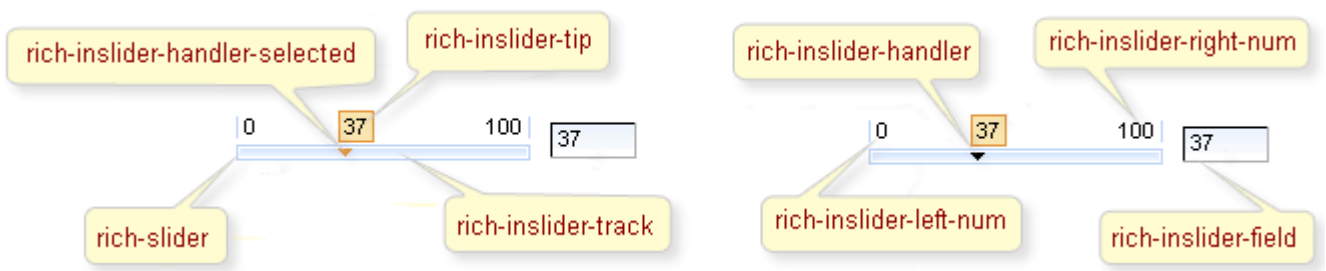 rich-inslider-handler-selected
rich-inslider-tip
0
37
100
37
rich-slider
rich-inslider-track
rich-inslider-handler
rich-inslider-right-num
0
37
100
37
rich-inslider-left-num
rich-inslider-field